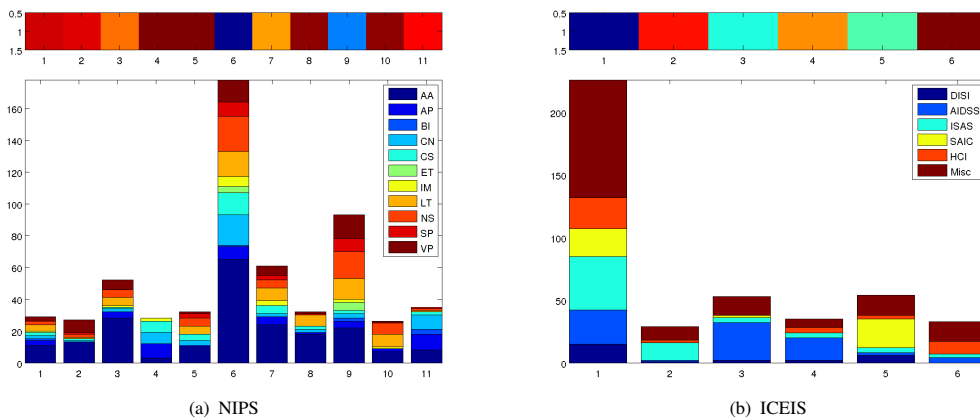 0.5
1
1.5
1 2 3 4 5 6 7 8 9 10 11
160
140
120
100
80
60
40
20
0
AA
AP
BI
CN
CS
ET
IM
LT
NS
SP
VP
1 2 3 4 5 6 7 8 9 10 11
(a) NIPS
0.5
1
1.5
1 2 3 4 5 6
200
150
100
50
0
DISI
AIDSS
ISAS
SAIC
HCI
Misc
1 2 3 4 5 6
(b) ICEIS